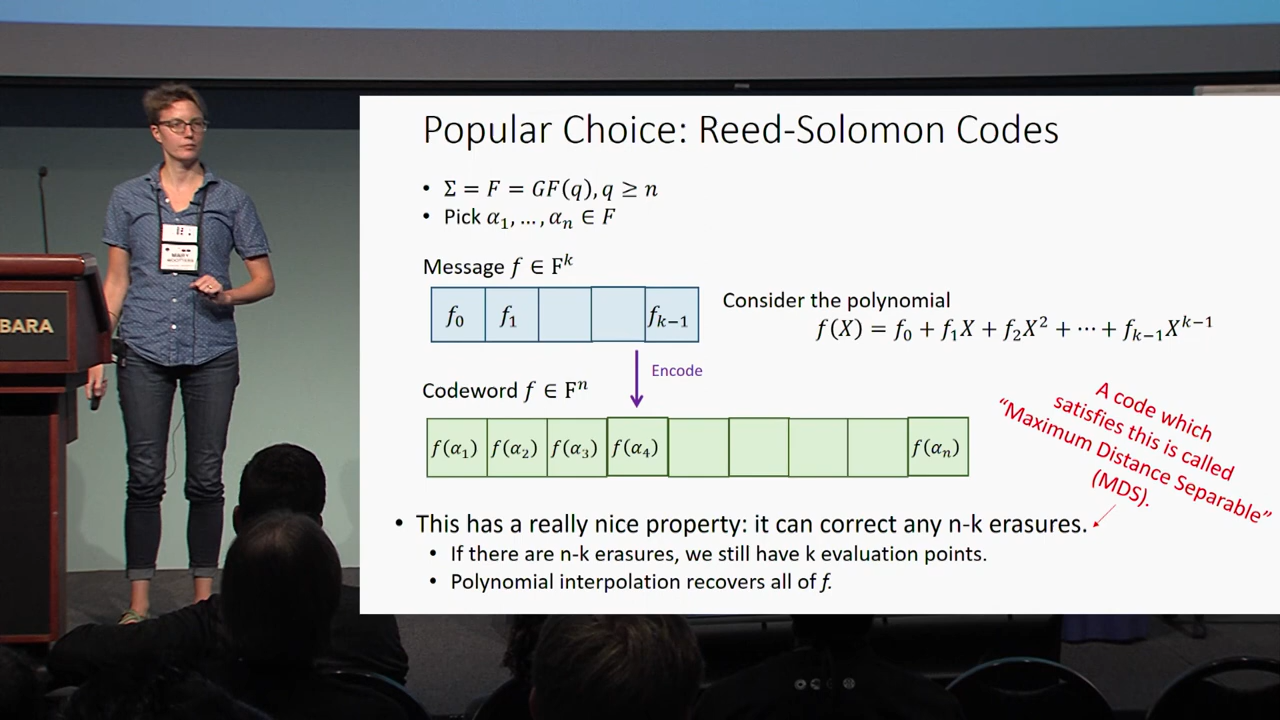 Popular Choice: Reed-Solomon Codes
• Σ = F = GF(q), q ≥ n
• Pick α₁, …, αₙ ∈ F
Message f ∈ Fᵏ
f₀ f₁ fₖ₋₁
Consider the polynomial
f(X) = f₀ + f₁X + f₂X² + ⋯ + fₖ₋₁Xᵏ⁻¹
Encode
Codeword f ∈ Fⁿ
f(α₁) f(α₂) f(α₃) f(α₄) f(αₙ)
A code which
satisfies this is called
“Maximum Distance Separable”
(MDS).
• This has a really nice property: it can correct any n-k erasures.
• If there are n-k erasures, we still have k evaluation points.
• Polynomial interpolation recovers all of f.
BARA
MARY
WOOTTERS